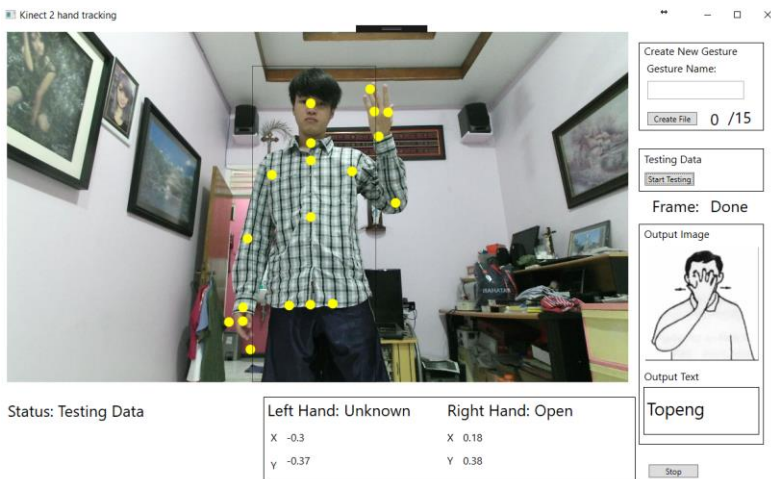 Kinect 2 hand tracking
Create New Gesture
Gesture Name:
Create File 0 /15
Testing Data
Start Testing
Frame: Done
Output Image
Output Text
Topeng
Stop
Status: Testing Data
Left Hand: Unknown Right Hand: Open
X -0.3 X 0.18
Y -0.37 Y 0.38